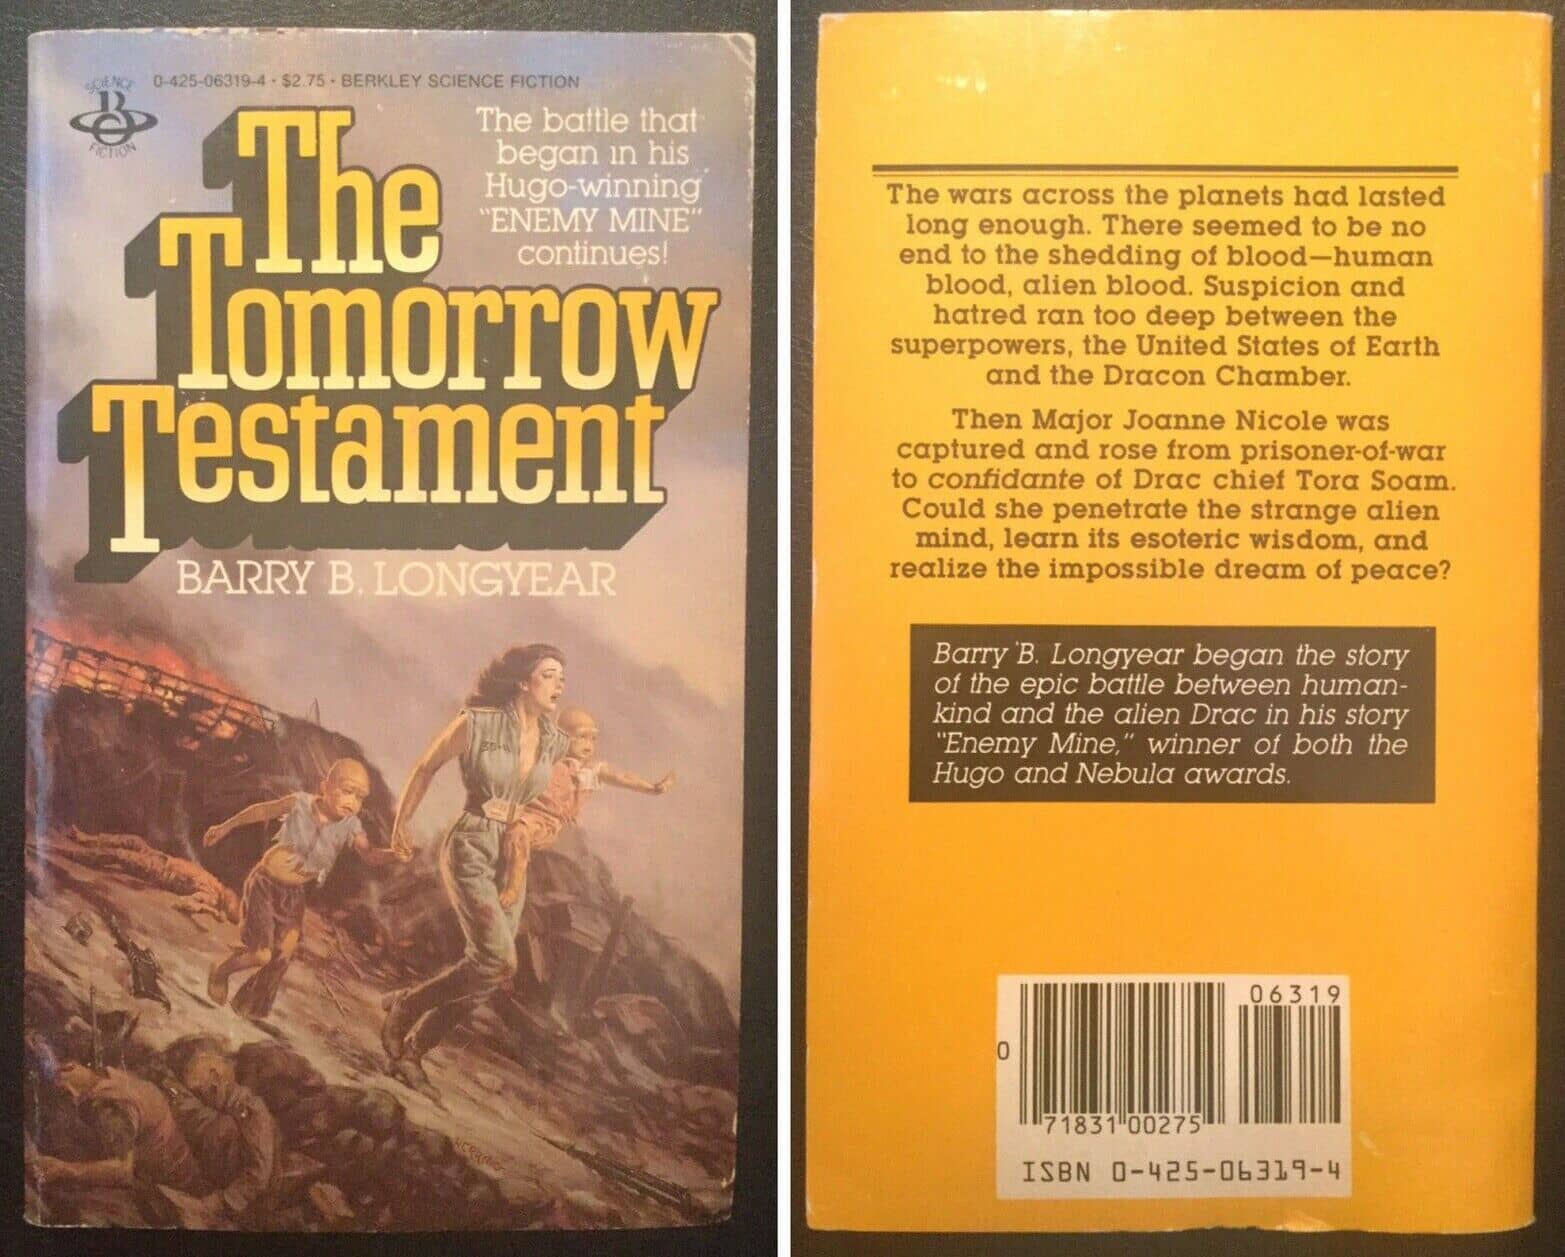 SCIENCE
B
FICTION
0-425-06319-4 · $2.75 · BERKLEY SCIENCE FICTION
The battle that
began in his
Hugo-winning
"ENEMY MINE"
continues!
The
Tomorrow
Testament
BARRY B. LONGYEAR
The wars across the planets had lasted
long enough. There seemed to be no
end to the shedding of blood—human
blood, alien blood. Suspicion and
hatred ran too deep between the
superpowers, the United States of Earth
and the Dracon Chamber.
Then Major Joanne Nicole was
captured and rose from prisoner-of-war
to confidante of Drac chief Tora Soam.
Could she penetrate the strange alien
mind, learn its esoteric wisdom, and
realize the impossible dream of peace?
Barry B. Longyear began the story
of the epic battle between human-
kind and the alien Drac in his story
"Enemy Mine," winner of both the
Hugo and Nebula awards.
06319
0
71831 00275
ISBN 0-425-06319-4